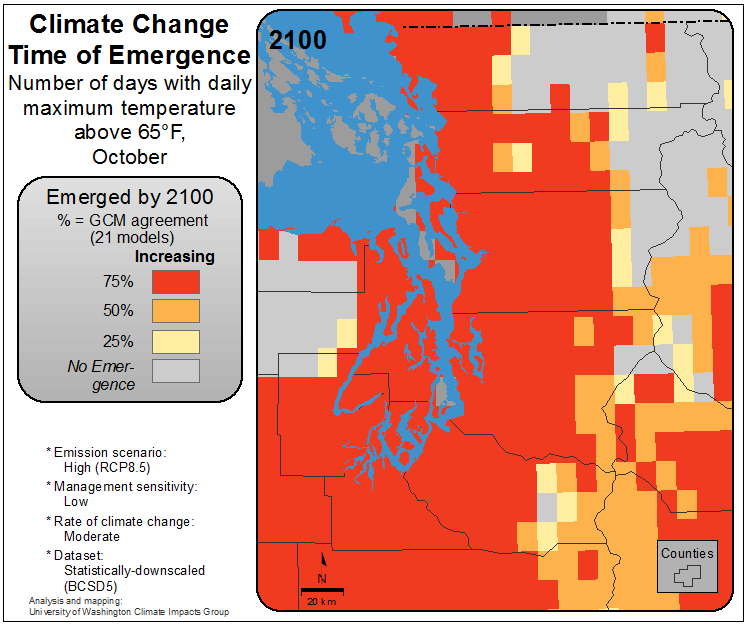 Climate Change
Time of Emergence
Number of days with daily
maximum temperature
above 65°F,
October
Emerged by 2100
% = GCM agreement
(21 models)
Increasing
75%
50%
25%
No Emer-
gence
* Emission scenario:
High (RCP8.5)
* Management sensitivity:
Low
* Rate of climate change:
Moderate
* Dataset:
Statistically-downscaled
(BCSD5)
Analysis and mapping:
University of Washington Climate Impacts Group
2100
N
20 km
Counties